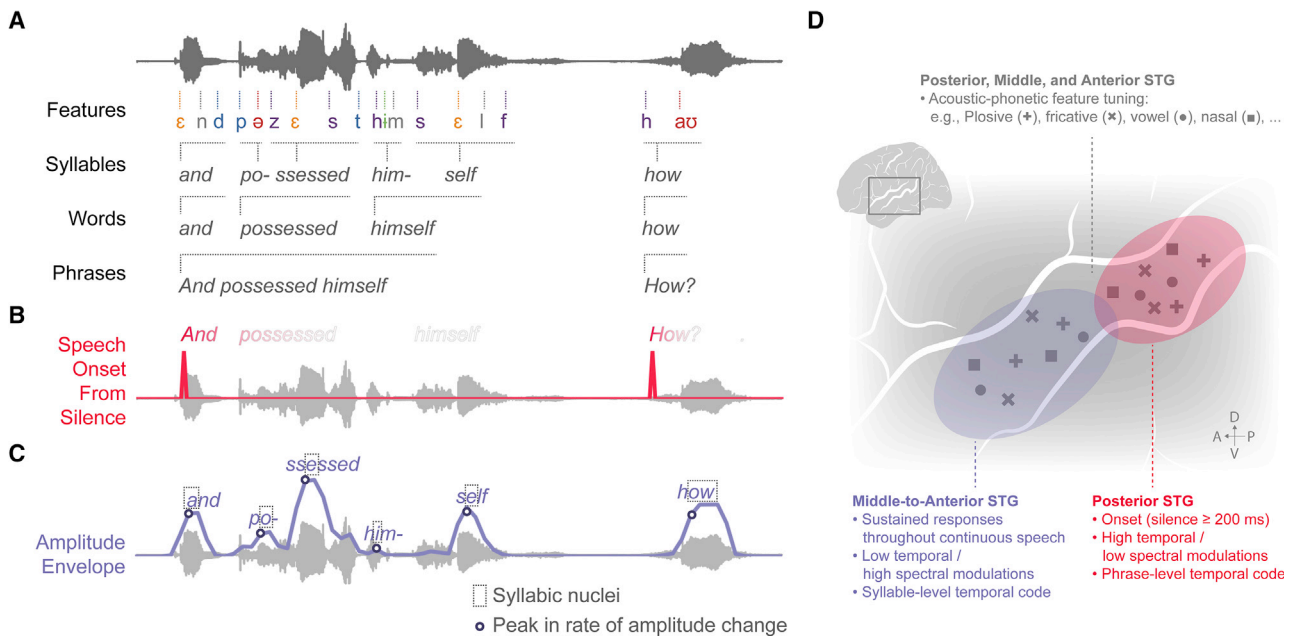 A
Features
ɛ n d p ə z ɛ s t h ɨ m s ɛ l f h aʊ
Syllables
and po- ssessed him- self how
Words
and possessed himself how
Phrases
And possessed himself How?
B
Speech
Onset
From
Silence
And possessed himself How? .
C
Amplitude
Envelope
and po- ssessed him- self how
Syllabic nuclei
Peak in rate of amplitude change
D
Posterior, Middle, and Anterior STG
• Acoustic-phonetic feature tuning:
e.g., Plosive (✚), fricative (✖), vowel (●), nasal (■), ...
D
A P
V
Middle-to-Anterior STG
• Sustained responses
throughout continuous speech
• Low temporal /
high spectral modulations
• Syllable-level temporal code
Posterior STG
• Onset (silence ≥ 200 ms)
• High temporal /
low spectral modulations
• Phrase-level temporal code